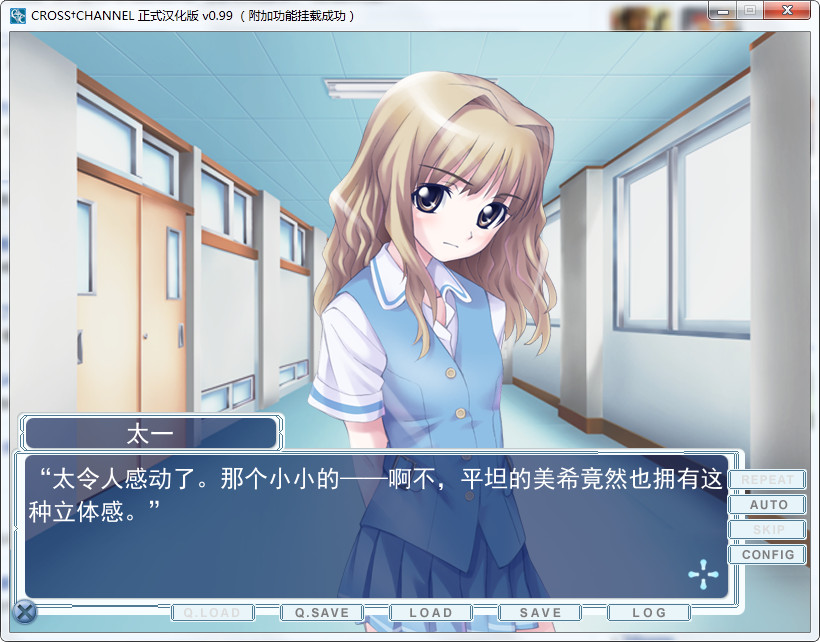 CROSS†CHANNEL 正式汉化版 v0.99 （ 附加功能挂载成功 ）
太一
“太令人感动了。那个小小的——啊不，平坦的美希竟然也拥有这
种立体感。”
REPEAT
AUTO
SKIP
CONFIG
Q.LOAD
Q.SAVE
LOAD
SAVE
LOG